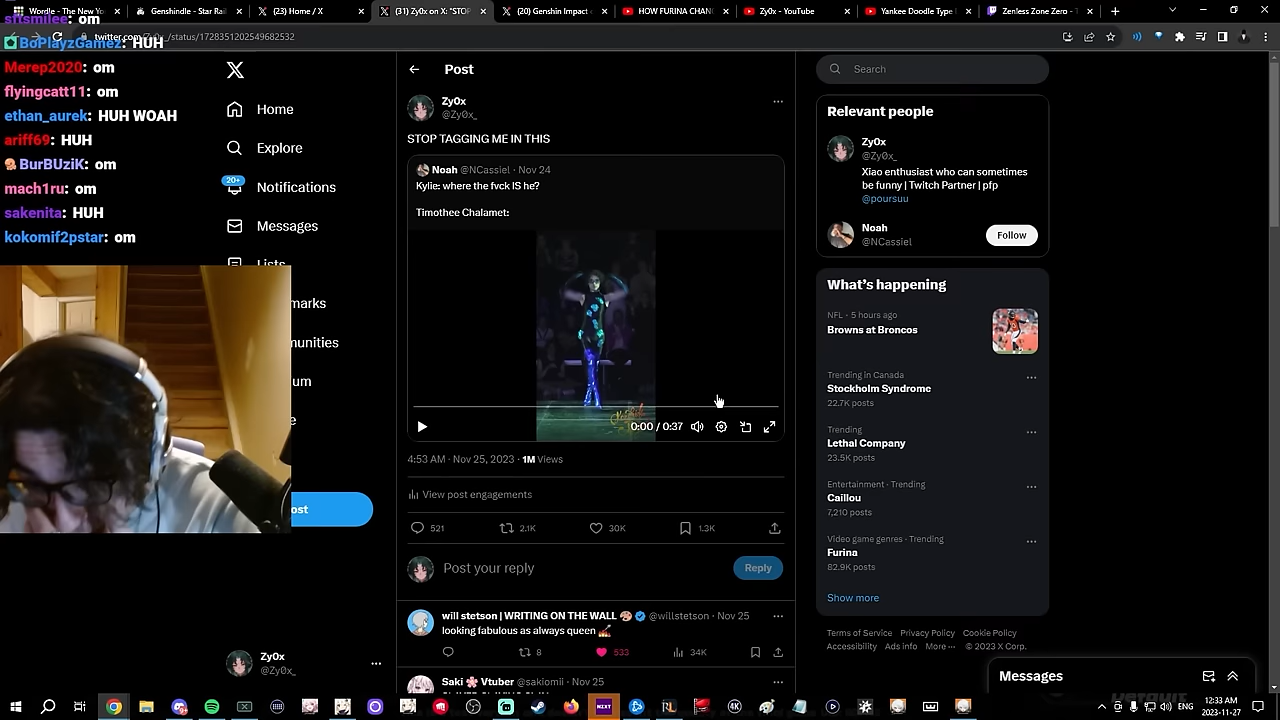 Wordle - The New Y
Genshindle - Star Rai
(23) Home / X
(31) Zy0x on X: "STOP
(20) Genshin Impact
HOW FURINA CHAN
Zy0x - YouTube
Yankee Doodle Type
Zenless Zone Zero - T
twitter.com/Zy0x_/status/1728351202549682532
sftsmilee: om
BoPlayzGamez: HUH
Merep2020: om
flyingcatt11: om
ethan_aurek: HUH WOAH
ariff69: HUH
BurBUziK: om
mach1ru: om
sakenita: HUH
kokomif2pstar: om
Home
Explore
20+
Notifications
Messages
Lists
marks
munities
um
e
ost
Zy0x
@Zy0x_
Post
Zy0x
@Zy0x_
STOP TAGGING ME IN THIS
Noah @NCassiel · Nov 24
Kylie: where the fvck IS he?
Timothee Chalamet:
0:00 / 0:37
4:53 AM · Nov 25, 2023 · 1M Views
View post engagements
521
2.1K
30K
1.3K
Post your reply
Reply
will stetson | WRITING ON THE WALL @willstetson · Nov 25
looking fabulous as always queen
8
533
34K
Saki Vtuber @sakiomii · Nov 25
Search
Relevant people
Zy0x
@Zy0x_
Xiao enthusiast who can sometimes
be funny | Twitch Partner | pfp
@poursuu
Noah
@NCassiel
Follow
What's happening
NFL · 5 hours ago
Browns at Broncos
Trending in Canada
Stockholm Syndrome
22.7K posts
Trending
Lethal Company
23.5K posts
Entertainment · Trending
Caillou
7,210 posts
Video game genres · Trending
Furina
82.9K posts
Show more
Terms of Service Privacy Policy Cookie Policy
Accessibility Ads info More ··· © 2023 X Corp.
Messages
ENG
12:33 AM
2023-11-27